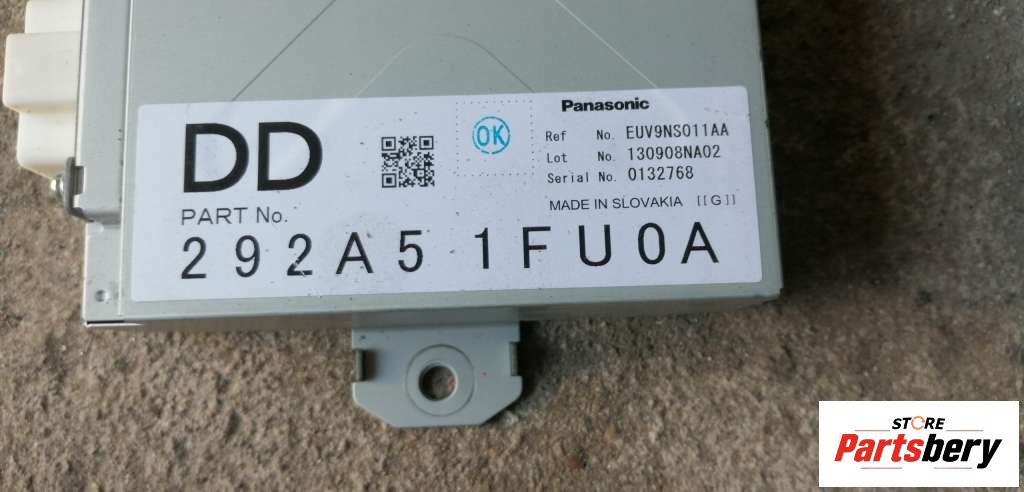 DD
PART No.
292A5 1FU0A
OK
Panasonic
Ref No. EUV9NS011AA
Lot No. 130908NA02
Serial No. 0132768
MADE IN SLOVAKIA [[G]]
STORE
Partsbery